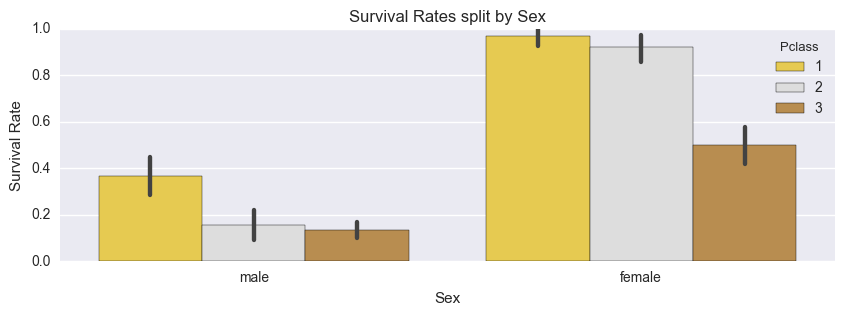 Survival Rates split by Sex
1.0
0.8
0.6
0.4
0.2
0.0
Survival Rate
Pclass
1
2
3
male
female
Sex